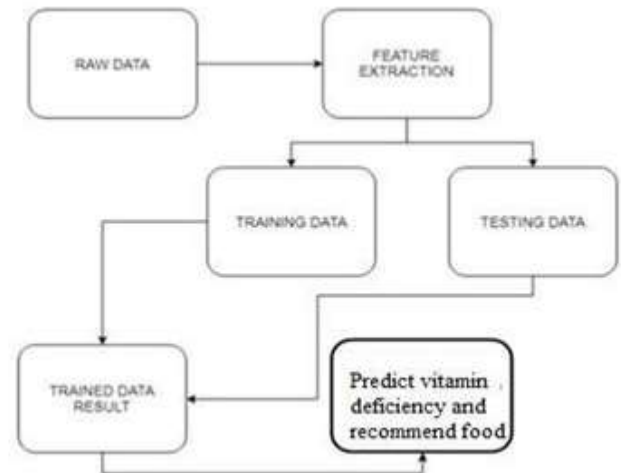 RAW DATA
FEATURE
EXTRACTION
TRAINING DATA
TESTING DATA
TRAINED DATA
RESULT
Predict vitamin
deficiency and
recommend food